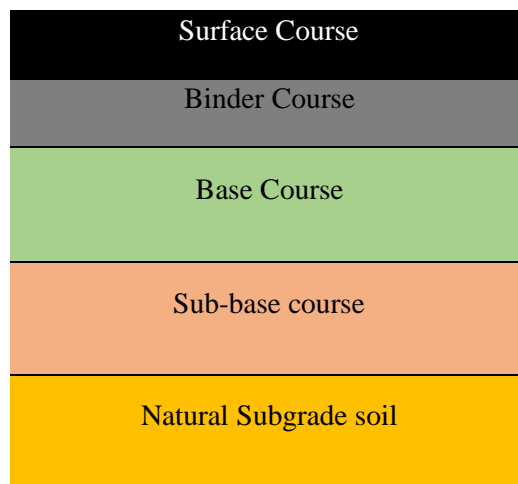 Surface Course
Binder Course
Base Course
Sub-base course
Natural Subgrade soil